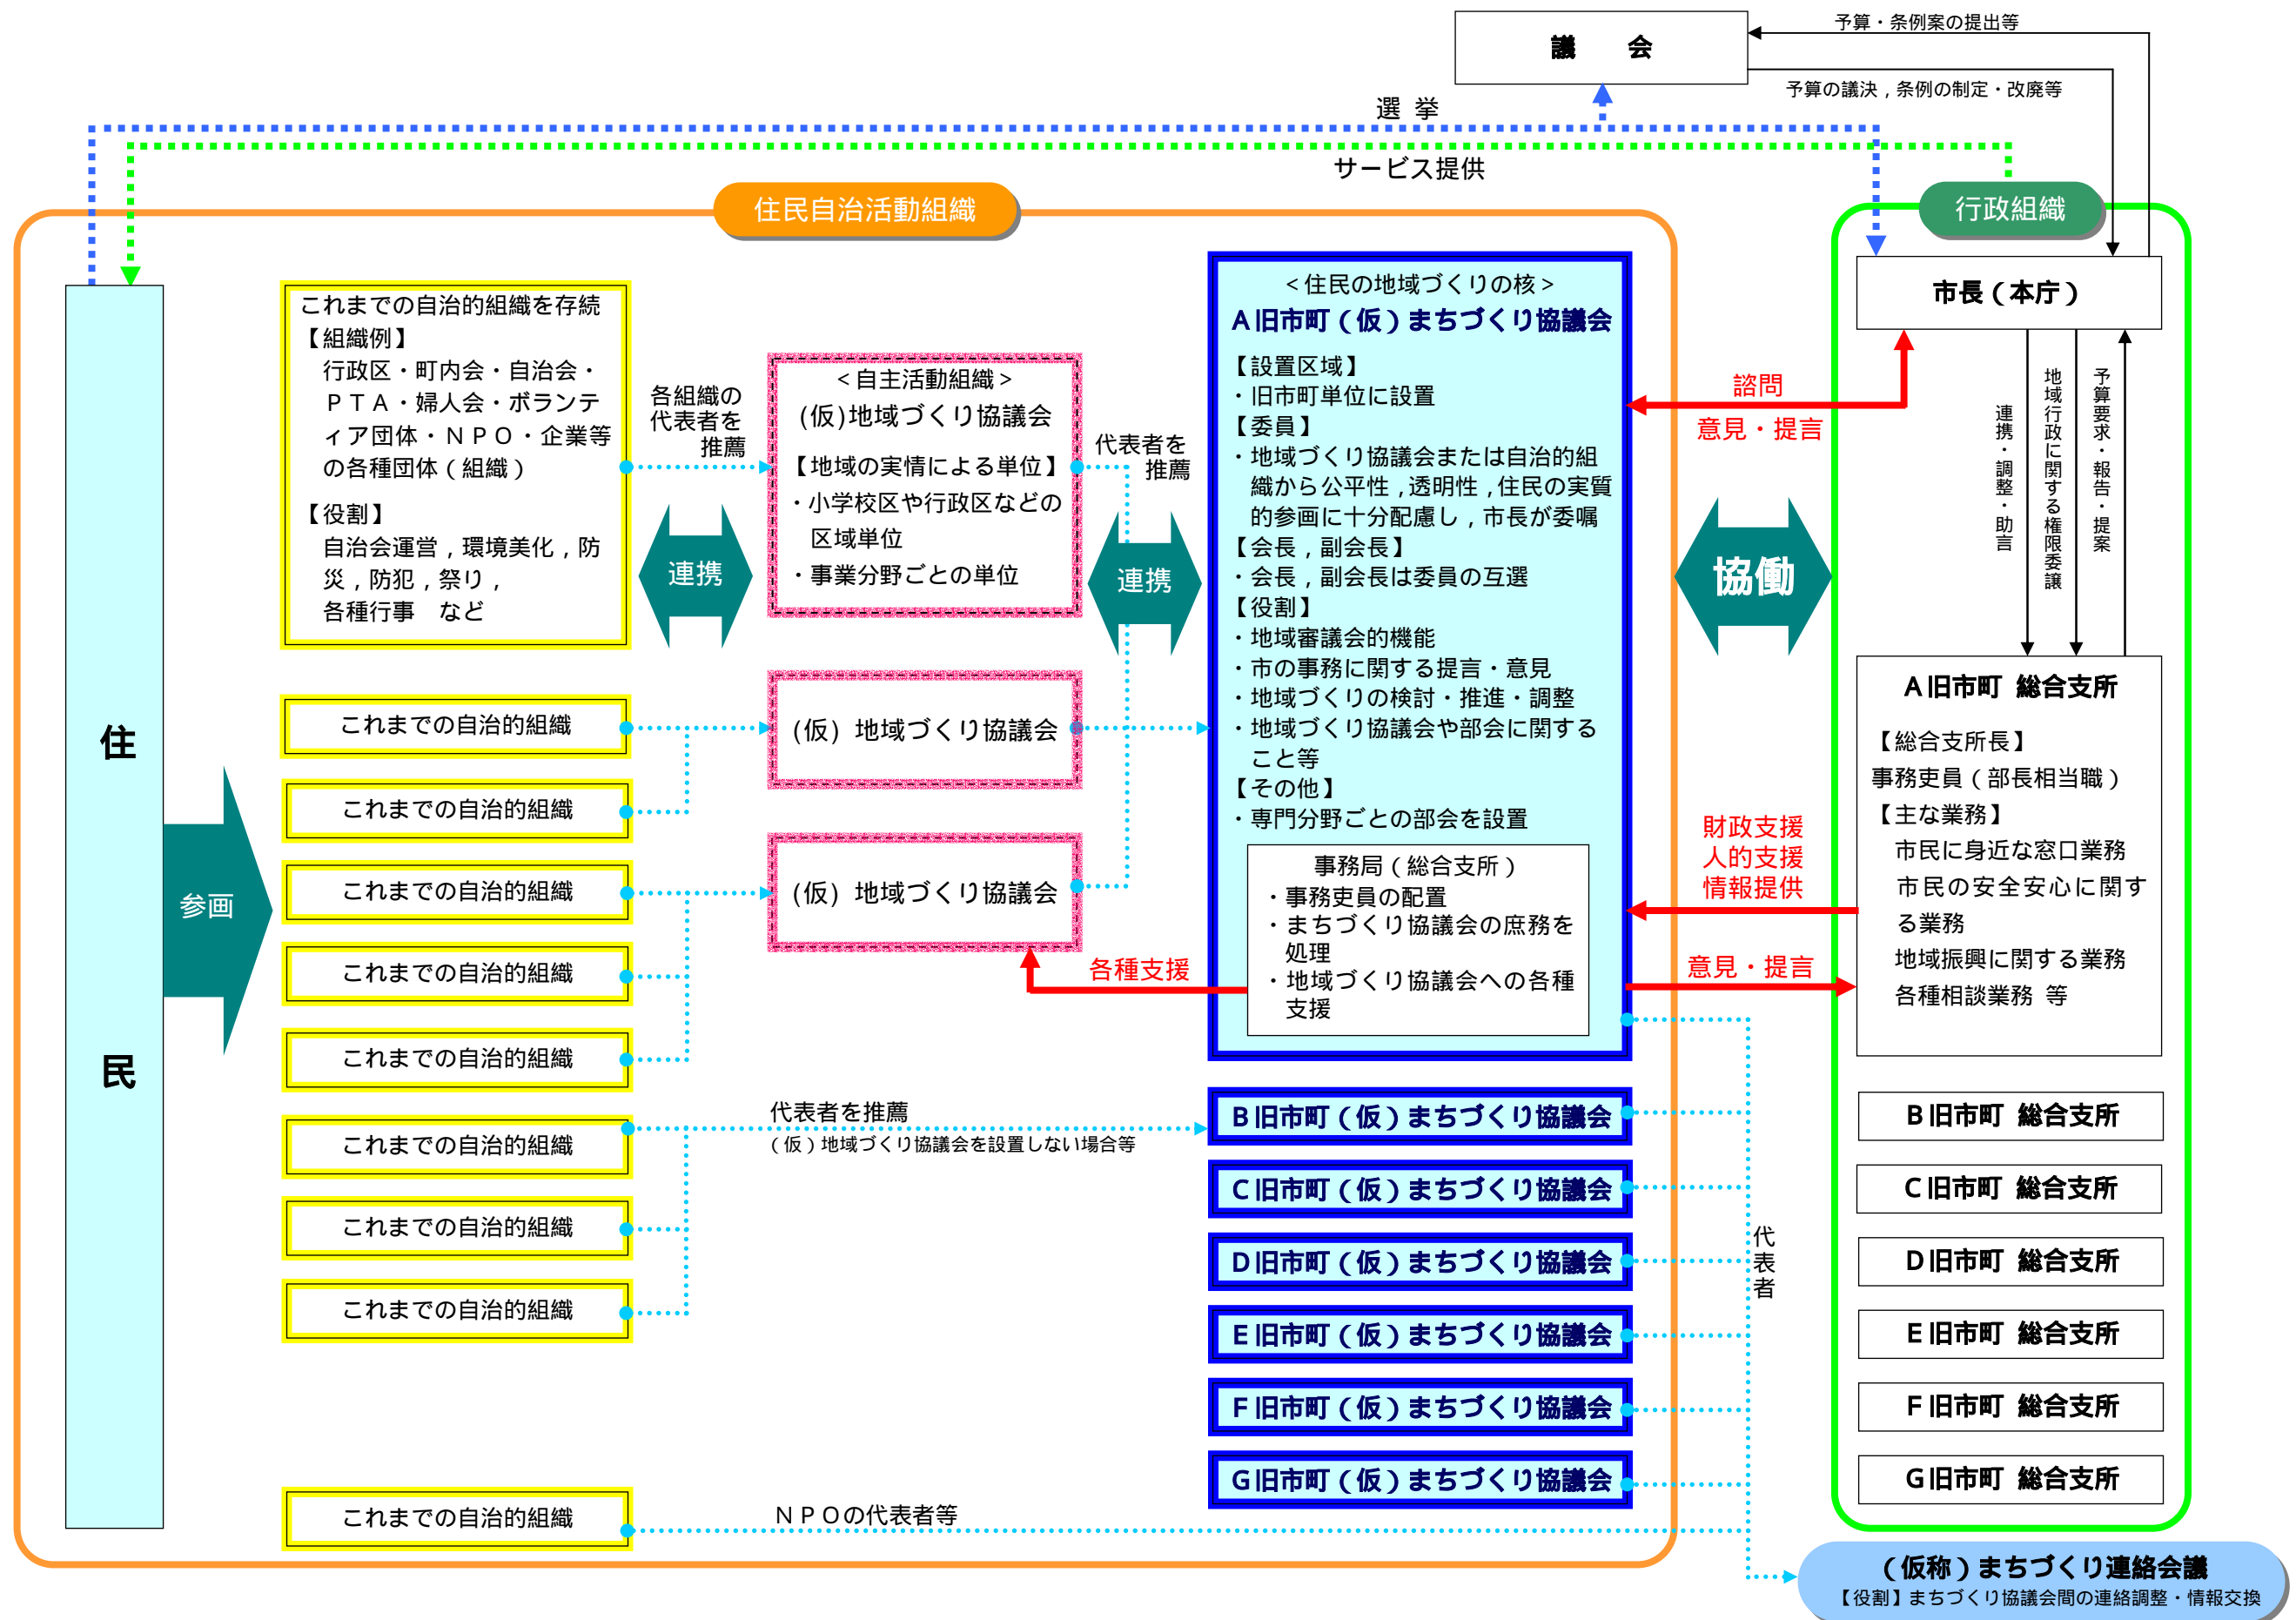 議　会
予算・条例案の提出等
予算の議決，条例の制定・改廃等
選 挙
サービス提供
住民自治活動組織
行政組織
住
民
参画
これまでの自治的組織を存続
【組織例】
行政区・町内会・自治会・
ＰＴＡ・婦人会・ボランテ
ィア団体・ＮＰＯ・企業等
の各種団体（組織）
【役割】
自治会運営，環境美化，防
災，防犯，祭り，
各種行事　など
各組織の
代表者を
推薦
連携
＜自主活動組織＞
(仮)地域づくり協議会
【地域の実情による単位】
・小学校区や行政区などの
区域単位
・事業分野ごとの単位
代表者を
推薦
連携
＜住民の地域づくりの核＞
Ａ旧市町（仮）まちづくり協議会
【設置区域】
・旧市町単位に設置
【委員】
・地域づくり協議会または自治的組
織から公平性，透明性，住民の実質
的参画に十分配慮し，市長が委嘱
【会長，副会長】
・会長，副会長は委員の互選
【役割】
・地域審議会的機能
・市の事務に関する提言・意見
・地域づくりの検討・推進・調整
・地域づくり協議会や部会に関する
こと等
【その他】
・専門分野ごとの部会を設置
事務局（総合支所）
・事務吏員の配置
・まちづくり協議会の庶務を
処理
・地域づくり協議会への各種
支援
諮問
意見・提言
協働
財政支援
人的支援
情報提供
意見・提言
各種支援
市長（本庁）
連携・調整・助言
地域行政に関する権限委譲
予算要求・報告・提案
Ａ旧市町 総合支所
【総合支所長】
事務吏員（部長相当職）
【主な業務】
市民に身近な窓口業務
市民の安全安心に関す
る業務
地域振興に関する業務
各種相談業務 等
これまでの自治的組織
これまでの自治的組織
(仮) 地域づくり協議会
これまでの自治的組織
これまでの自治的組織
これまでの自治的組織
(仮) 地域づくり協議会
これまでの自治的組織
これまでの自治的組織
これまでの自治的組織
代表者を推薦
（仮）地域づくり協議会を設置しない場合等
Ｂ旧市町（仮）まちづくり協議会
Ｃ旧市町（仮）まちづくり協議会
Ｄ旧市町（仮）まちづくり協議会
Ｅ旧市町（仮）まちづくり協議会
Ｆ旧市町（仮）まちづくり協議会
Ｇ旧市町（仮）まちづくり協議会
代表者
Ｂ旧市町 総合支所
Ｃ旧市町 総合支所
Ｄ旧市町 総合支所
Ｅ旧市町 総合支所
Ｆ旧市町 総合支所
Ｇ旧市町 総合支所
これまでの自治的組織
ＮＰＯの代表者等
（仮称）まちづくり連絡会議
【役割】まちづくり協議会間の連絡調整・情報交換